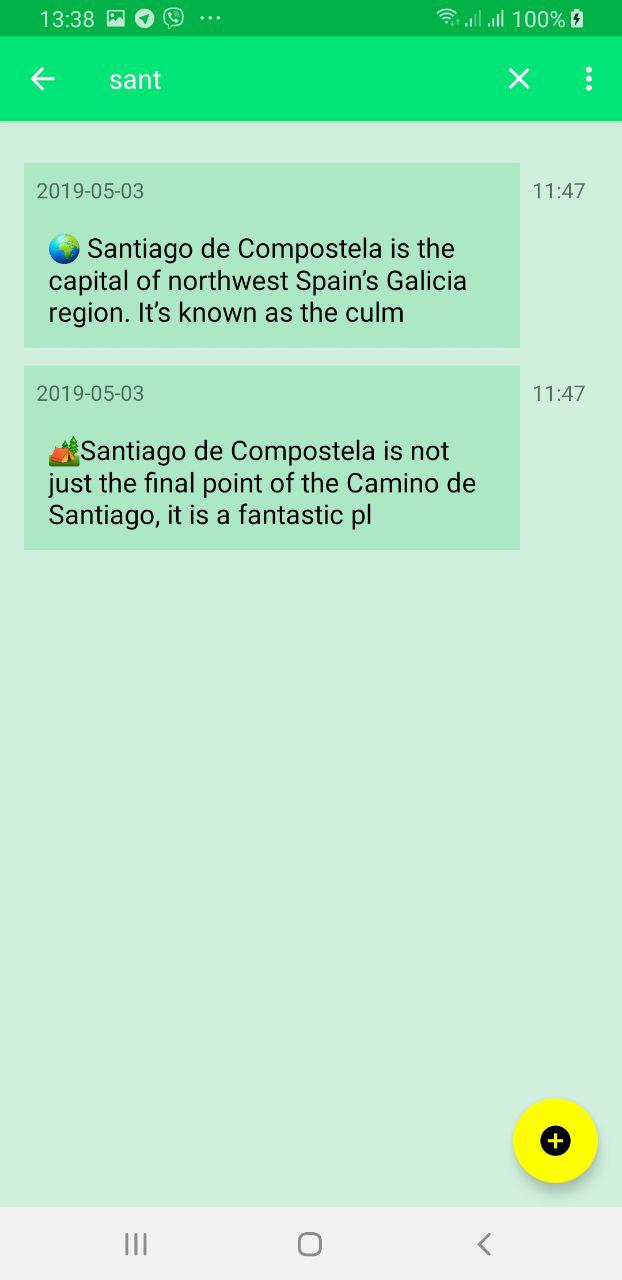 13:38 100%
sant
2019-05-03 11:47
🌍 Santiago de Compostela is the
capital of northwest Spain’s Galicia
region. It’s known as the culm
2019-05-03 11:47
🏕️Santiago de Compostela is not
just the final point of the Camino de
Santiago, it is a fantastic pl